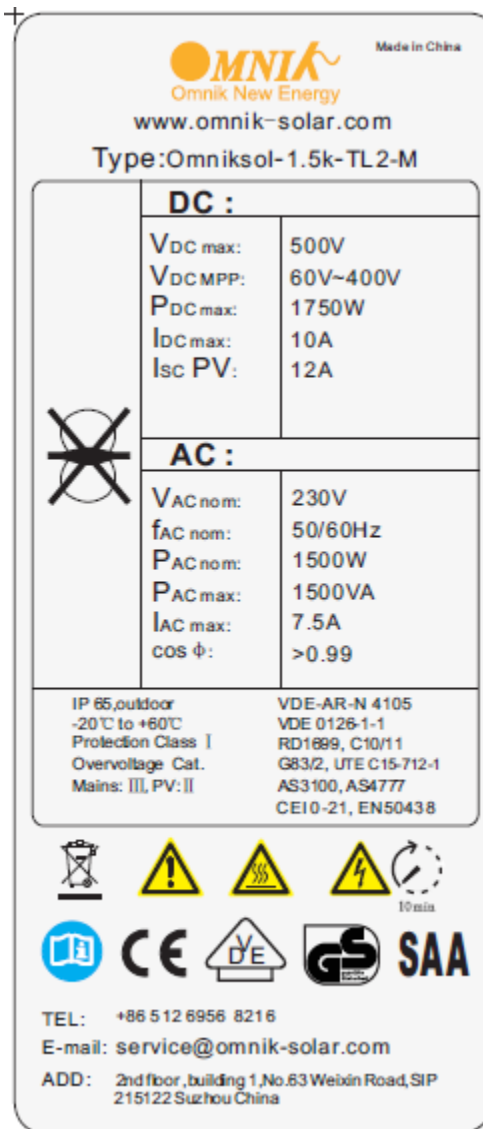 Made in China
OMNIK
Omnik New Energy
www.omnik-solar.com
Type:Omniksol-1.5k-TL2-M
DC :
VDC max: 500V
VDC MPP: 60V~400V
PDC max: 1750W
IDC max: 10A
ISC PV: 12A
AC :
VAC nom: 230V
fAC nom: 50/60Hz
PAC nom: 1500W
PAC max: 1500VA
IAC max: 7.5A
cos ϕ: >0.99
IP 65,outdoor
-20℃ to +60℃
Protection Class Ⅰ
Overvoltage Cat.
Mains: Ⅲ, PV:Ⅱ
VDE-AR-N 4105
VDE 0126-1-1
RD1699, C10/11
G83/2, UTE C15-712-1
AS3100, AS4777
CEI 0-21, EN50438
10min
CE
VDE
GS
SAA
TEL: +86 512 6956 8216
E-mail: service@omnik-solar.com
ADD: 2nd floor ,building 1,No.63 Weixin Road, SIP
215122 Suzhou China